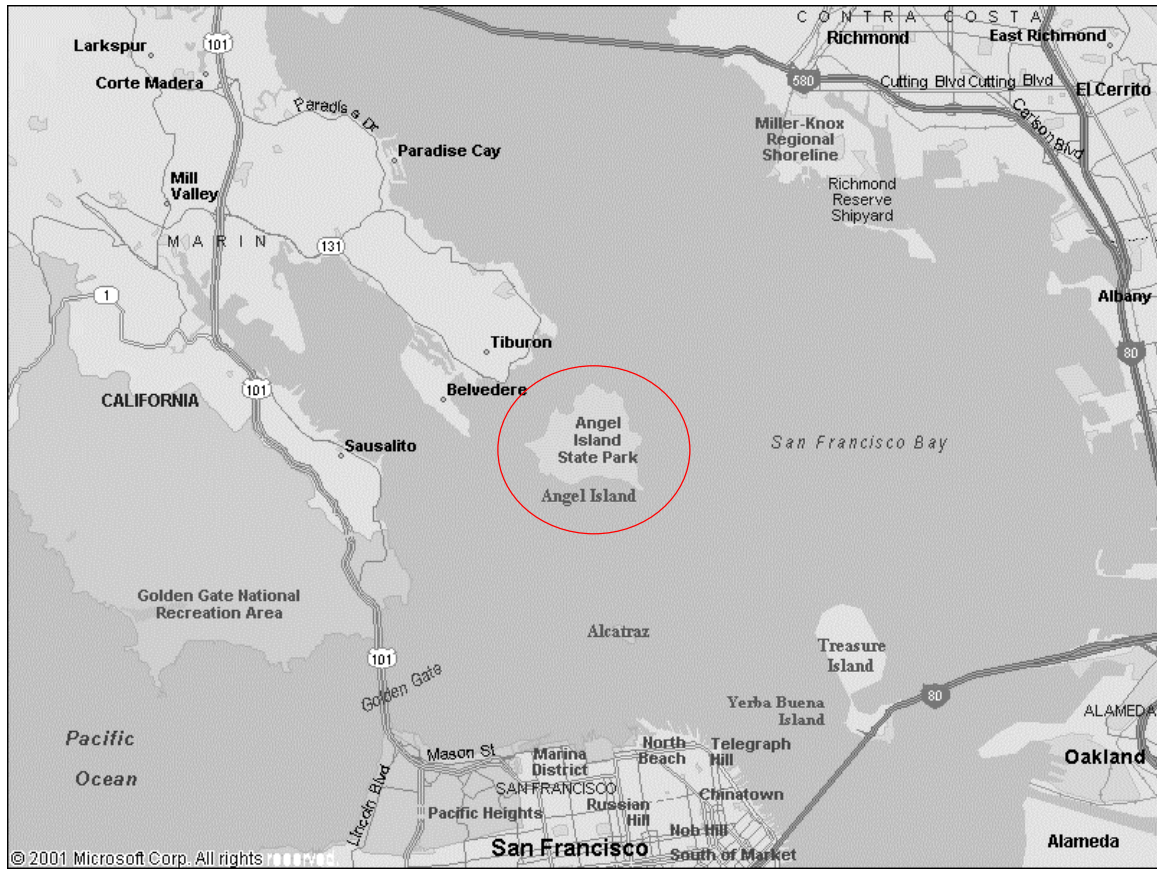 CONTRA COSTA
Larkspur
101
Richmond
East Richmond
Corte Madera
580
Cutting Blvd Cutting Blvd
El Cerrito
Paradise Dr
Carlson Blvd
Miller-Knox
Regional
Shoreline
Paradise Cay
Mill
Valley
Richmond
Reserve
Shipyard
MARIN
131
1
Albany
Tiburon
80
101
Belvedere
CALIFORNIA
Angel
Island
State Park
San Francisco Bay
Sausalito
Angel Island
Golden Gate National
Recreation Area
Alcatraz
Treasure
Island
101
Golden Gate
80
Yerba Buena
Island
ALAMEDA
Pacific
Ocean
Mason St
Marina
District
North
Beach
Telegraph
Hill
Oakland
Lincoln Blvd
SAN FRANCISCO
Chinatown
Pacific Heights
Russian
Hill
Nob Hill
San Francisco
South of Market
Alameda
© 2001 Microsoft Corp. All rights reserved.